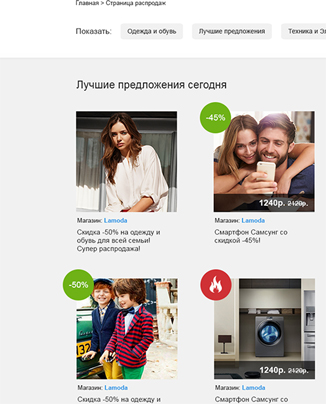 Главная > Страница распродаж
Показать: Одежда и обувь Лучшие предложения Техника и Эл
Лучшие предложения сегодня
-45%
1240р. 2120р.
Магазин: Lamoda
Скидка -50% на одежду и
обувь для всей семьи!
Супер распродажа!
Магазин: Lamoda
Смартфон Самсунг со
скидкой -45%!
-50%
1240р. 2120р.
Магазин: Lamoda
Скидка -50% на одежду и
Магазин: Lamoda
Смартфон Самсунг со